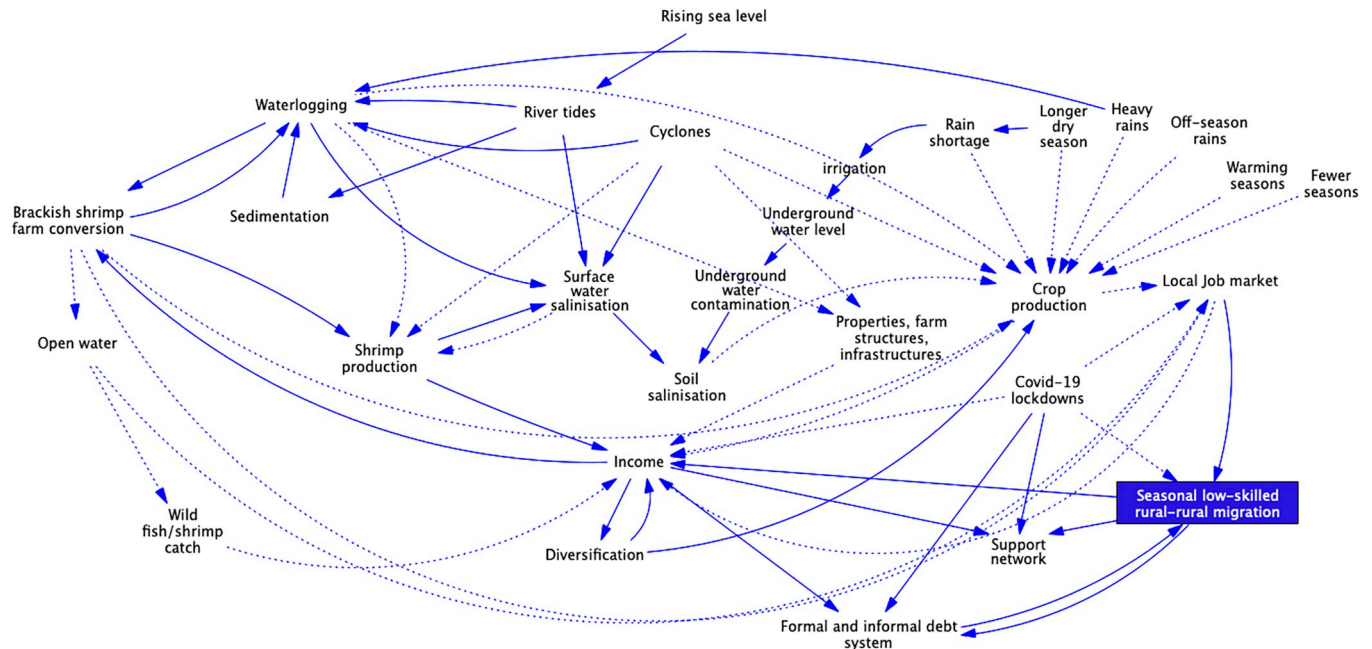 Rising sea level
Waterlogging
River tides
Cyclones
Rain
shortage
Longer
dry
season
Heavy
rains
Off-season
rains
Warming
seasons
Fewer
seasons
irrigation
Brackish shrimp
farm conversion
Sedimentation
Underground
water level
Surface
water
salinisation
Underground
water
contamination
Crop
production
Local Job market
Open water
Shrimp
production
Properties, farm
structures,
infrastructures
Soil
salinisation
Covid-19
lockdowns
Income
Seasonal low-skilled
rural-rural migration
Wild
fish/shrimp
catch
Diversification
Support
network
Formal and informal debt
system